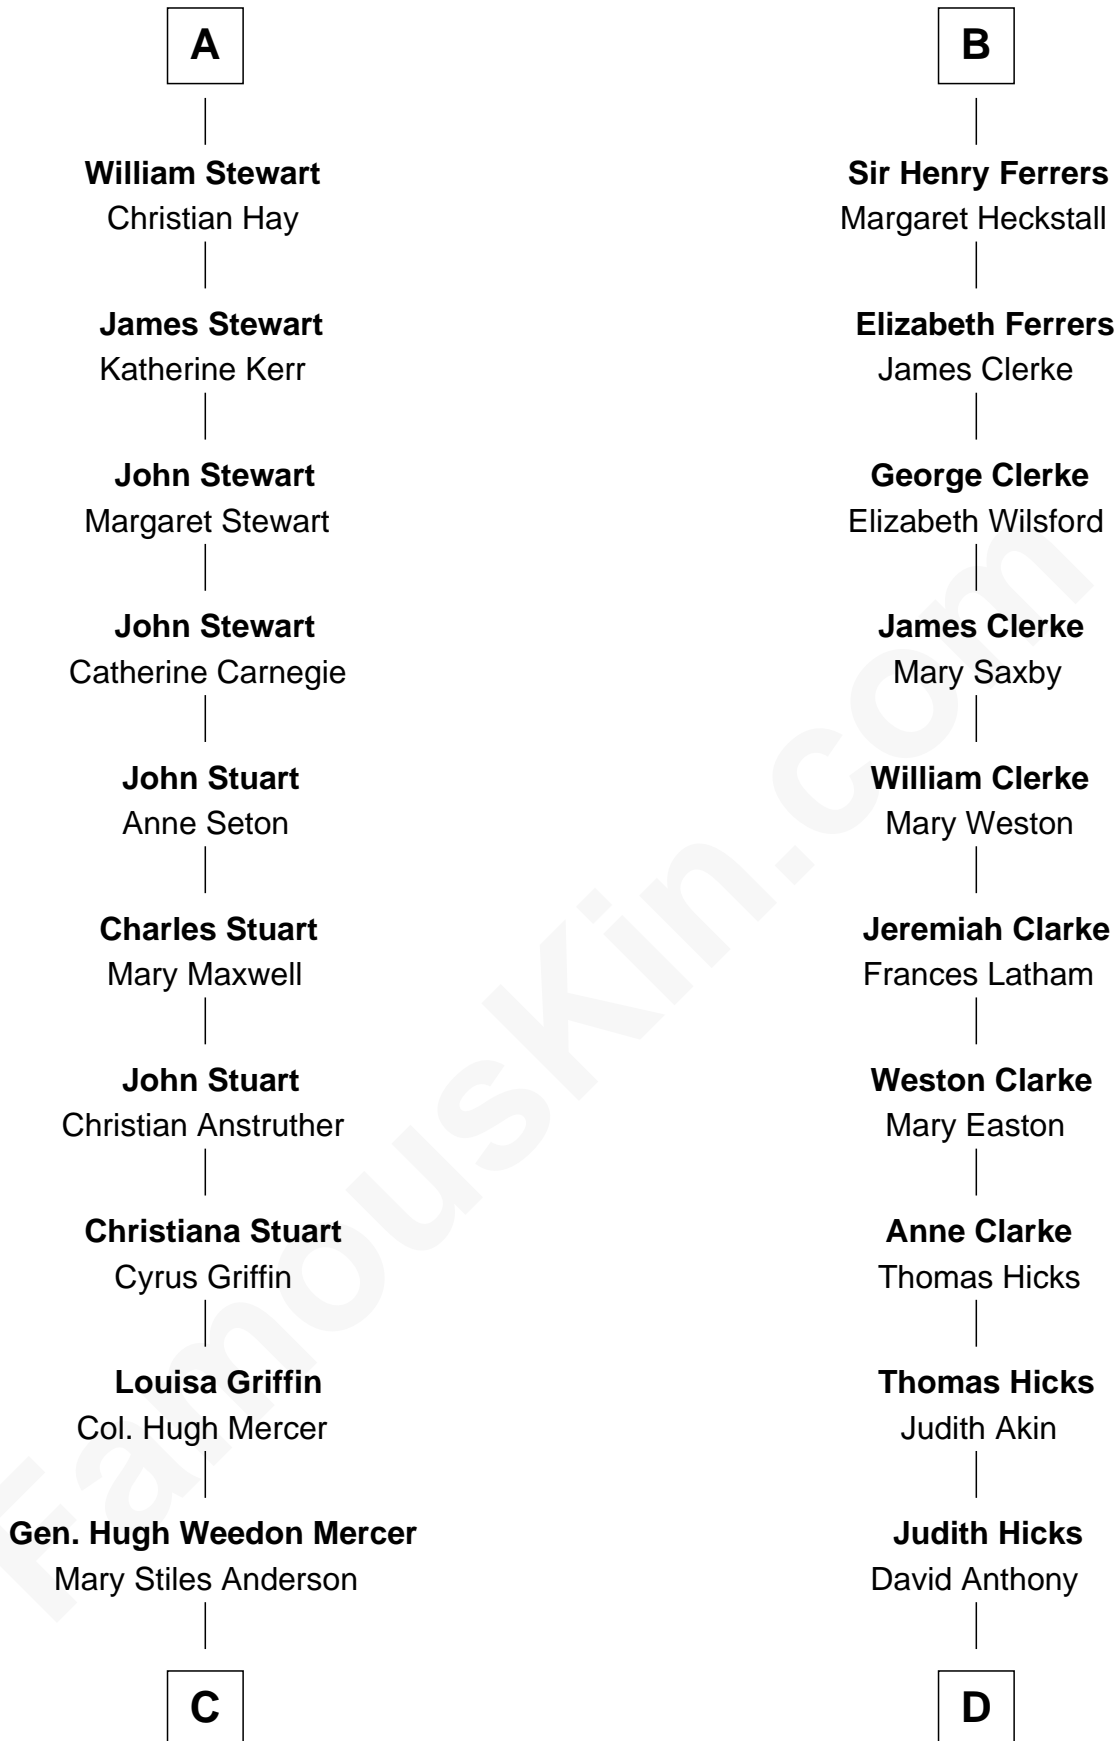 A
William Stewart
Christian Hay
James Stewart
Katherine Kerr
John Stewart
Margaret Stewart
John Stewart
Catherine Carnegie
John Stuart
Anne Seton
Charles Stuart
Mary Maxwell
John Stuart
Christian Anstruther
Christiana Stuart
Cyrus Griffin
Louisa Griffin
Col. Hugh Mercer
Gen. Hugh Weedon Mercer
Mary Stiles Anderson
C
B
Sir Henry Ferrers
Margaret Heckstall
Elizabeth Ferrers
James Clerke
George Clerke
Elizabeth Wilsford
James Clerke
Mary Saxby
William Clerke
Mary Weston
Jeremiah Clarke
Frances Latham
Weston Clarke
Mary Easton
Anne Clarke
Thomas Hicks
Thomas Hicks
Judith Akin
Judith Hicks
David Anthony
D
FamousKin.com